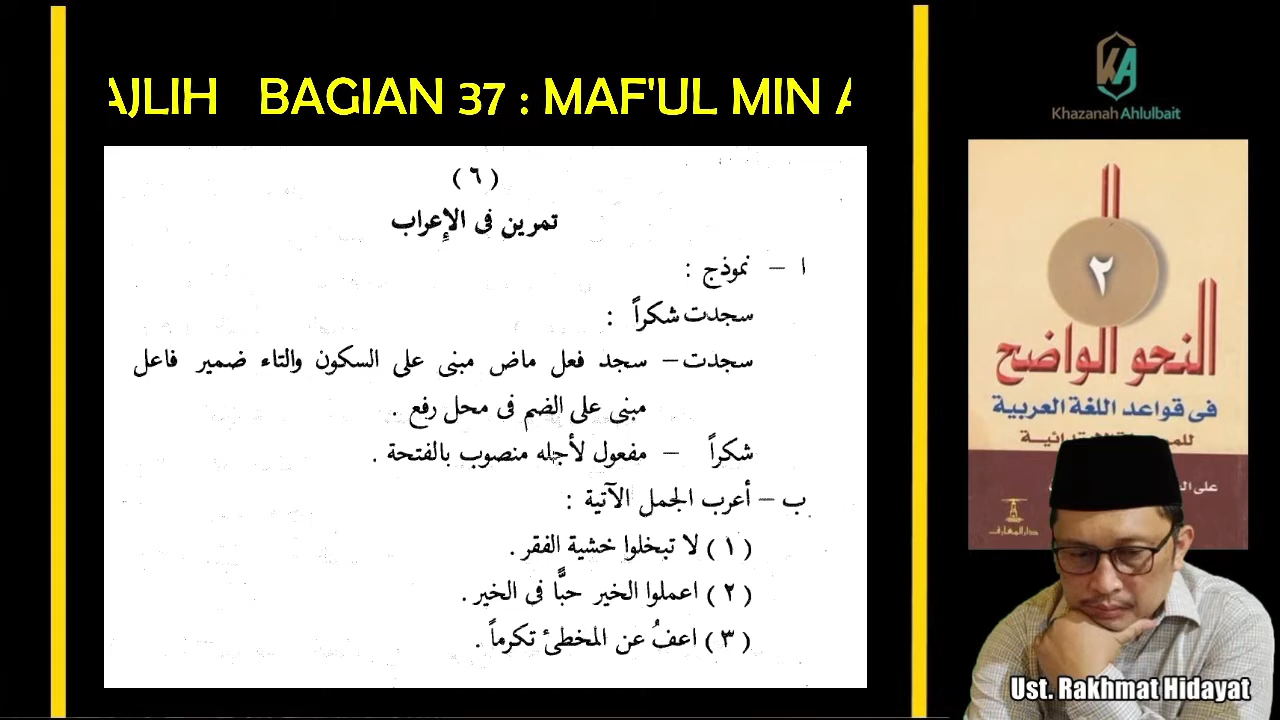 AJLIH BAGIAN 37 : MAF'UL MIN A
Khazanah Ahlulbait
( ٦ )
تمرين فى الإعراب
ا – نموذج :
سجدت شكراً :
سجدت – سجد فعل ماض مبنى على السكون والتاء ضمير فاعل
مبنى على الضم فى محل رفع .
شكراً – مفعول لأجله منصوب بالفتحة .
ب – أعرب الجمل الآتية :
( ١ ) لا تبخلوا خشية الفقر .
( ٢ ) اعملوا الخير حبًّا فى الخير .
( ٣ ) اعفُ عن المخطئ تكرماً .
٢
النحو الواضح
فى قواعد اللغة العربية
على
دار المعارف
Ust. Rakhmat Hidayat